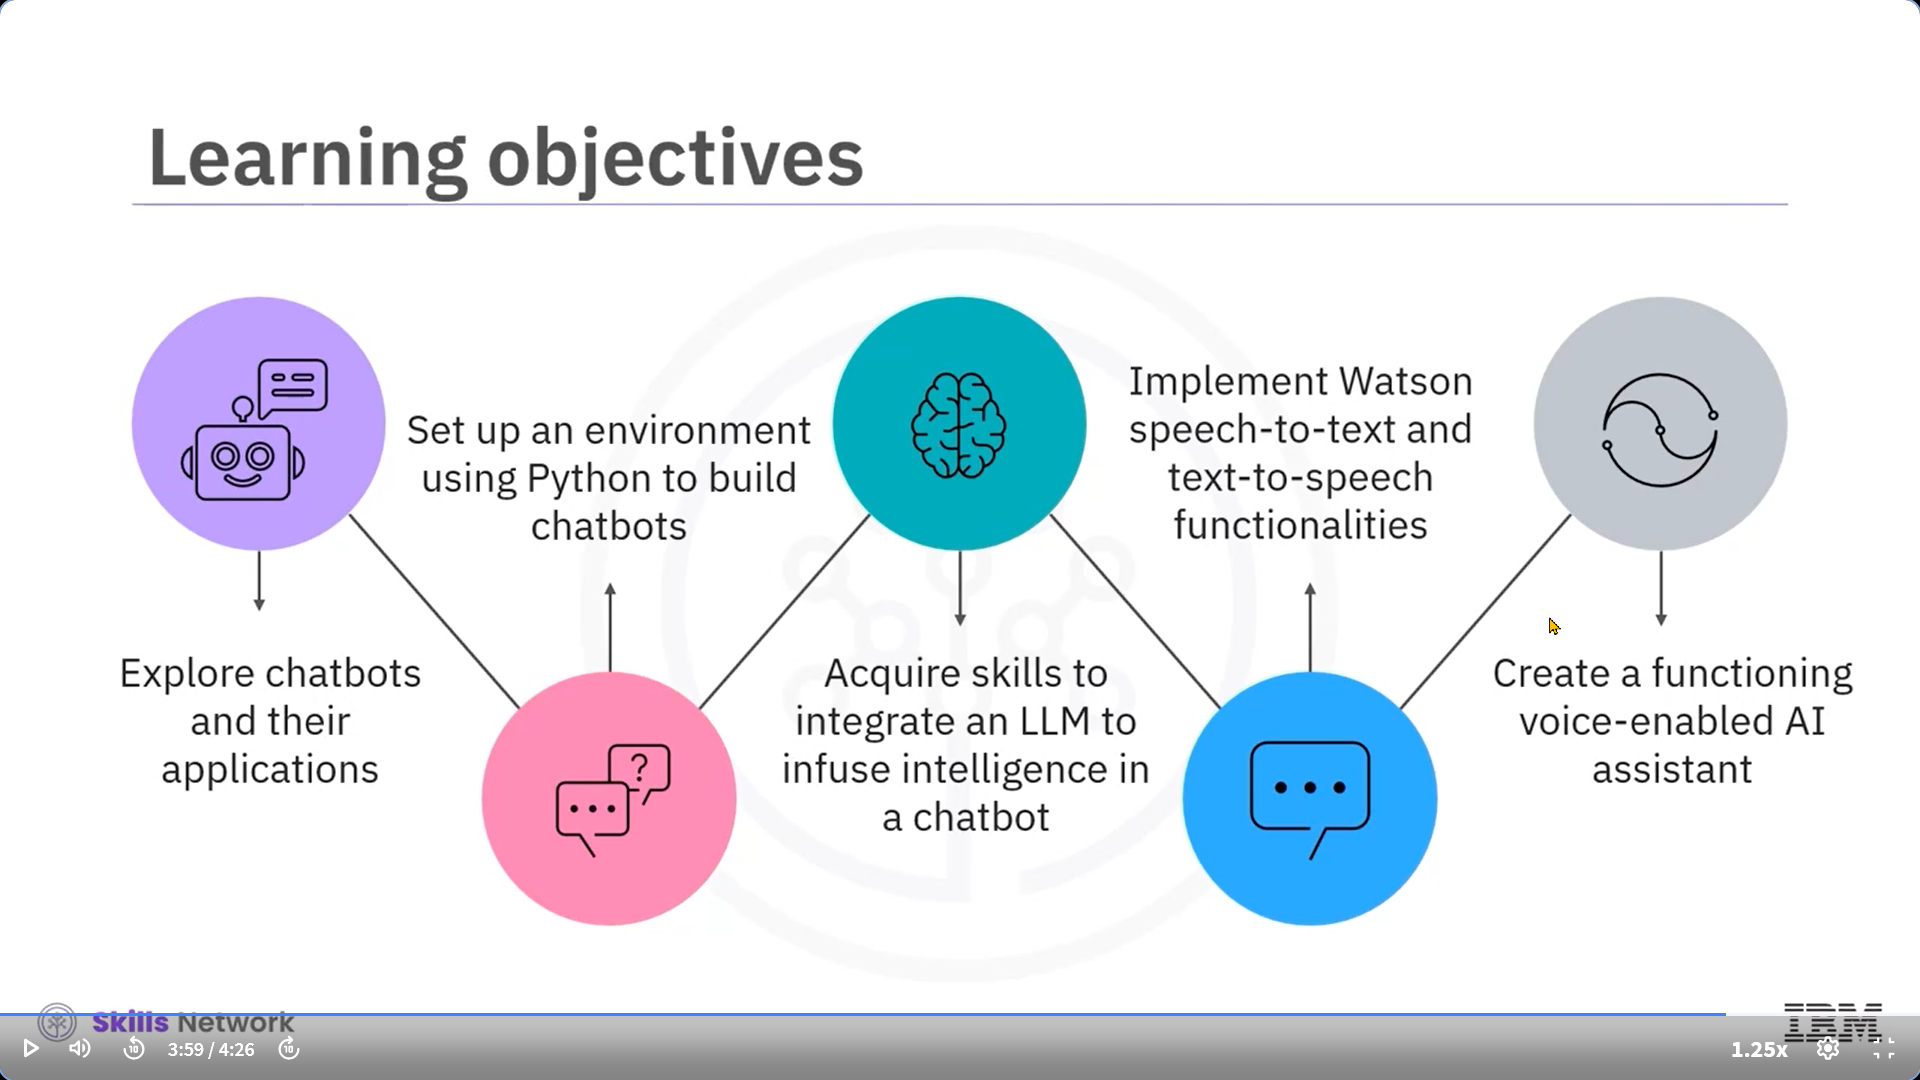 Learning objectives
Explore chatbots
and their
applications
Set up an environment
using Python to build
chatbots
?
Acquire skills to
integrate an LLM to
infuse intelligence in
a chatbot
Implement Watson
speech-to-text and
text-to-speech
functionalities
Create a functioning
voice-enabled AI
assistant
Skills Network
IBM
10
3:59 / 4:26
10
1.25x